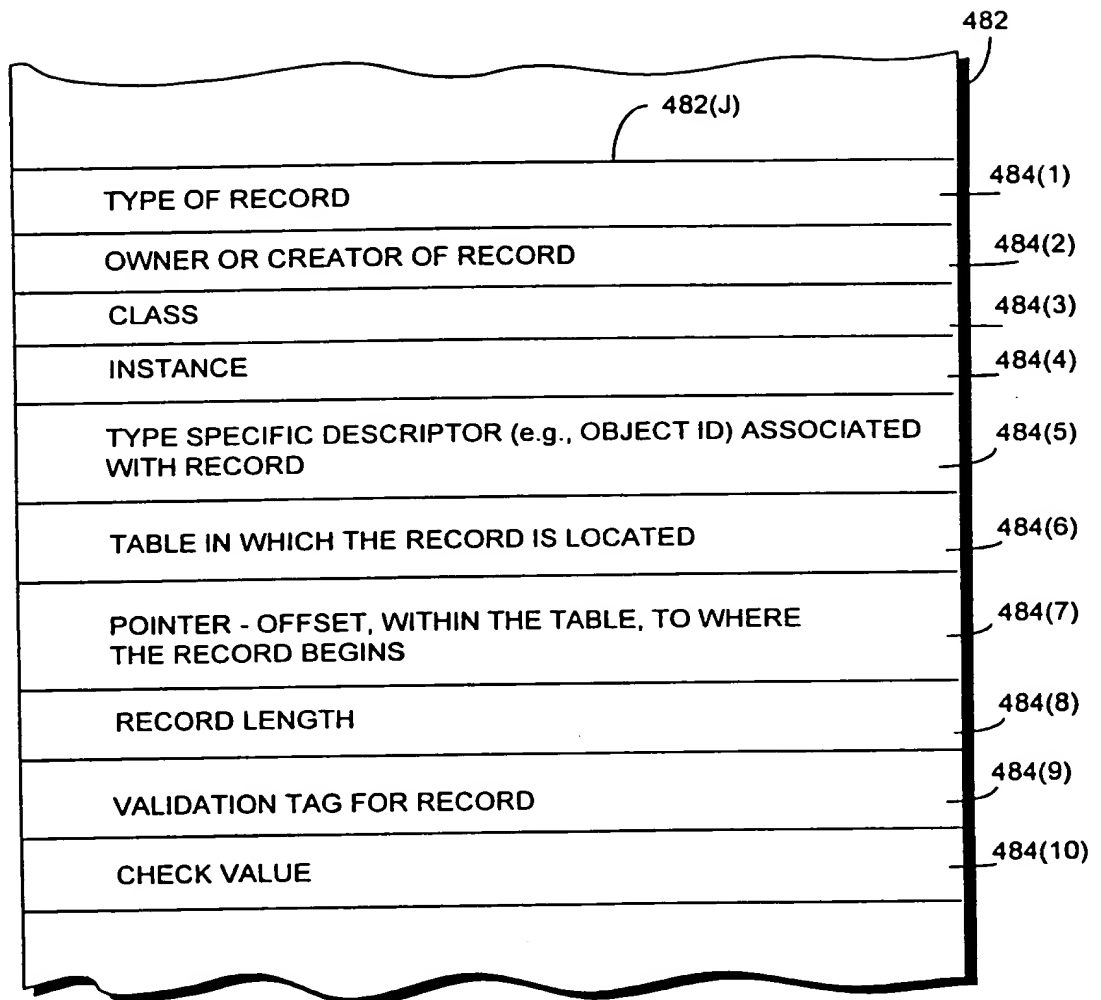 482
482(J)
TYPE OF RECORD
484(1)
OWNER OR CREATOR OF RECORD
484(2)
CLASS
484(3)
INSTANCE
484(4)
TYPE SPECIFIC DESCRIPTOR (e.g., OBJECT ID) ASSOCIATED
WITH RECORD
484(5)
TABLE IN WHICH THE RECORD IS LOCATED
484(6)
POINTER - OFFSET, WITHIN THE TABLE, TO WHERE
THE RECORD BEGINS
484(7)
RECORD LENGTH
484(8)
VALIDATION TAG FOR RECORD
484(9)
CHECK VALUE
484(10)